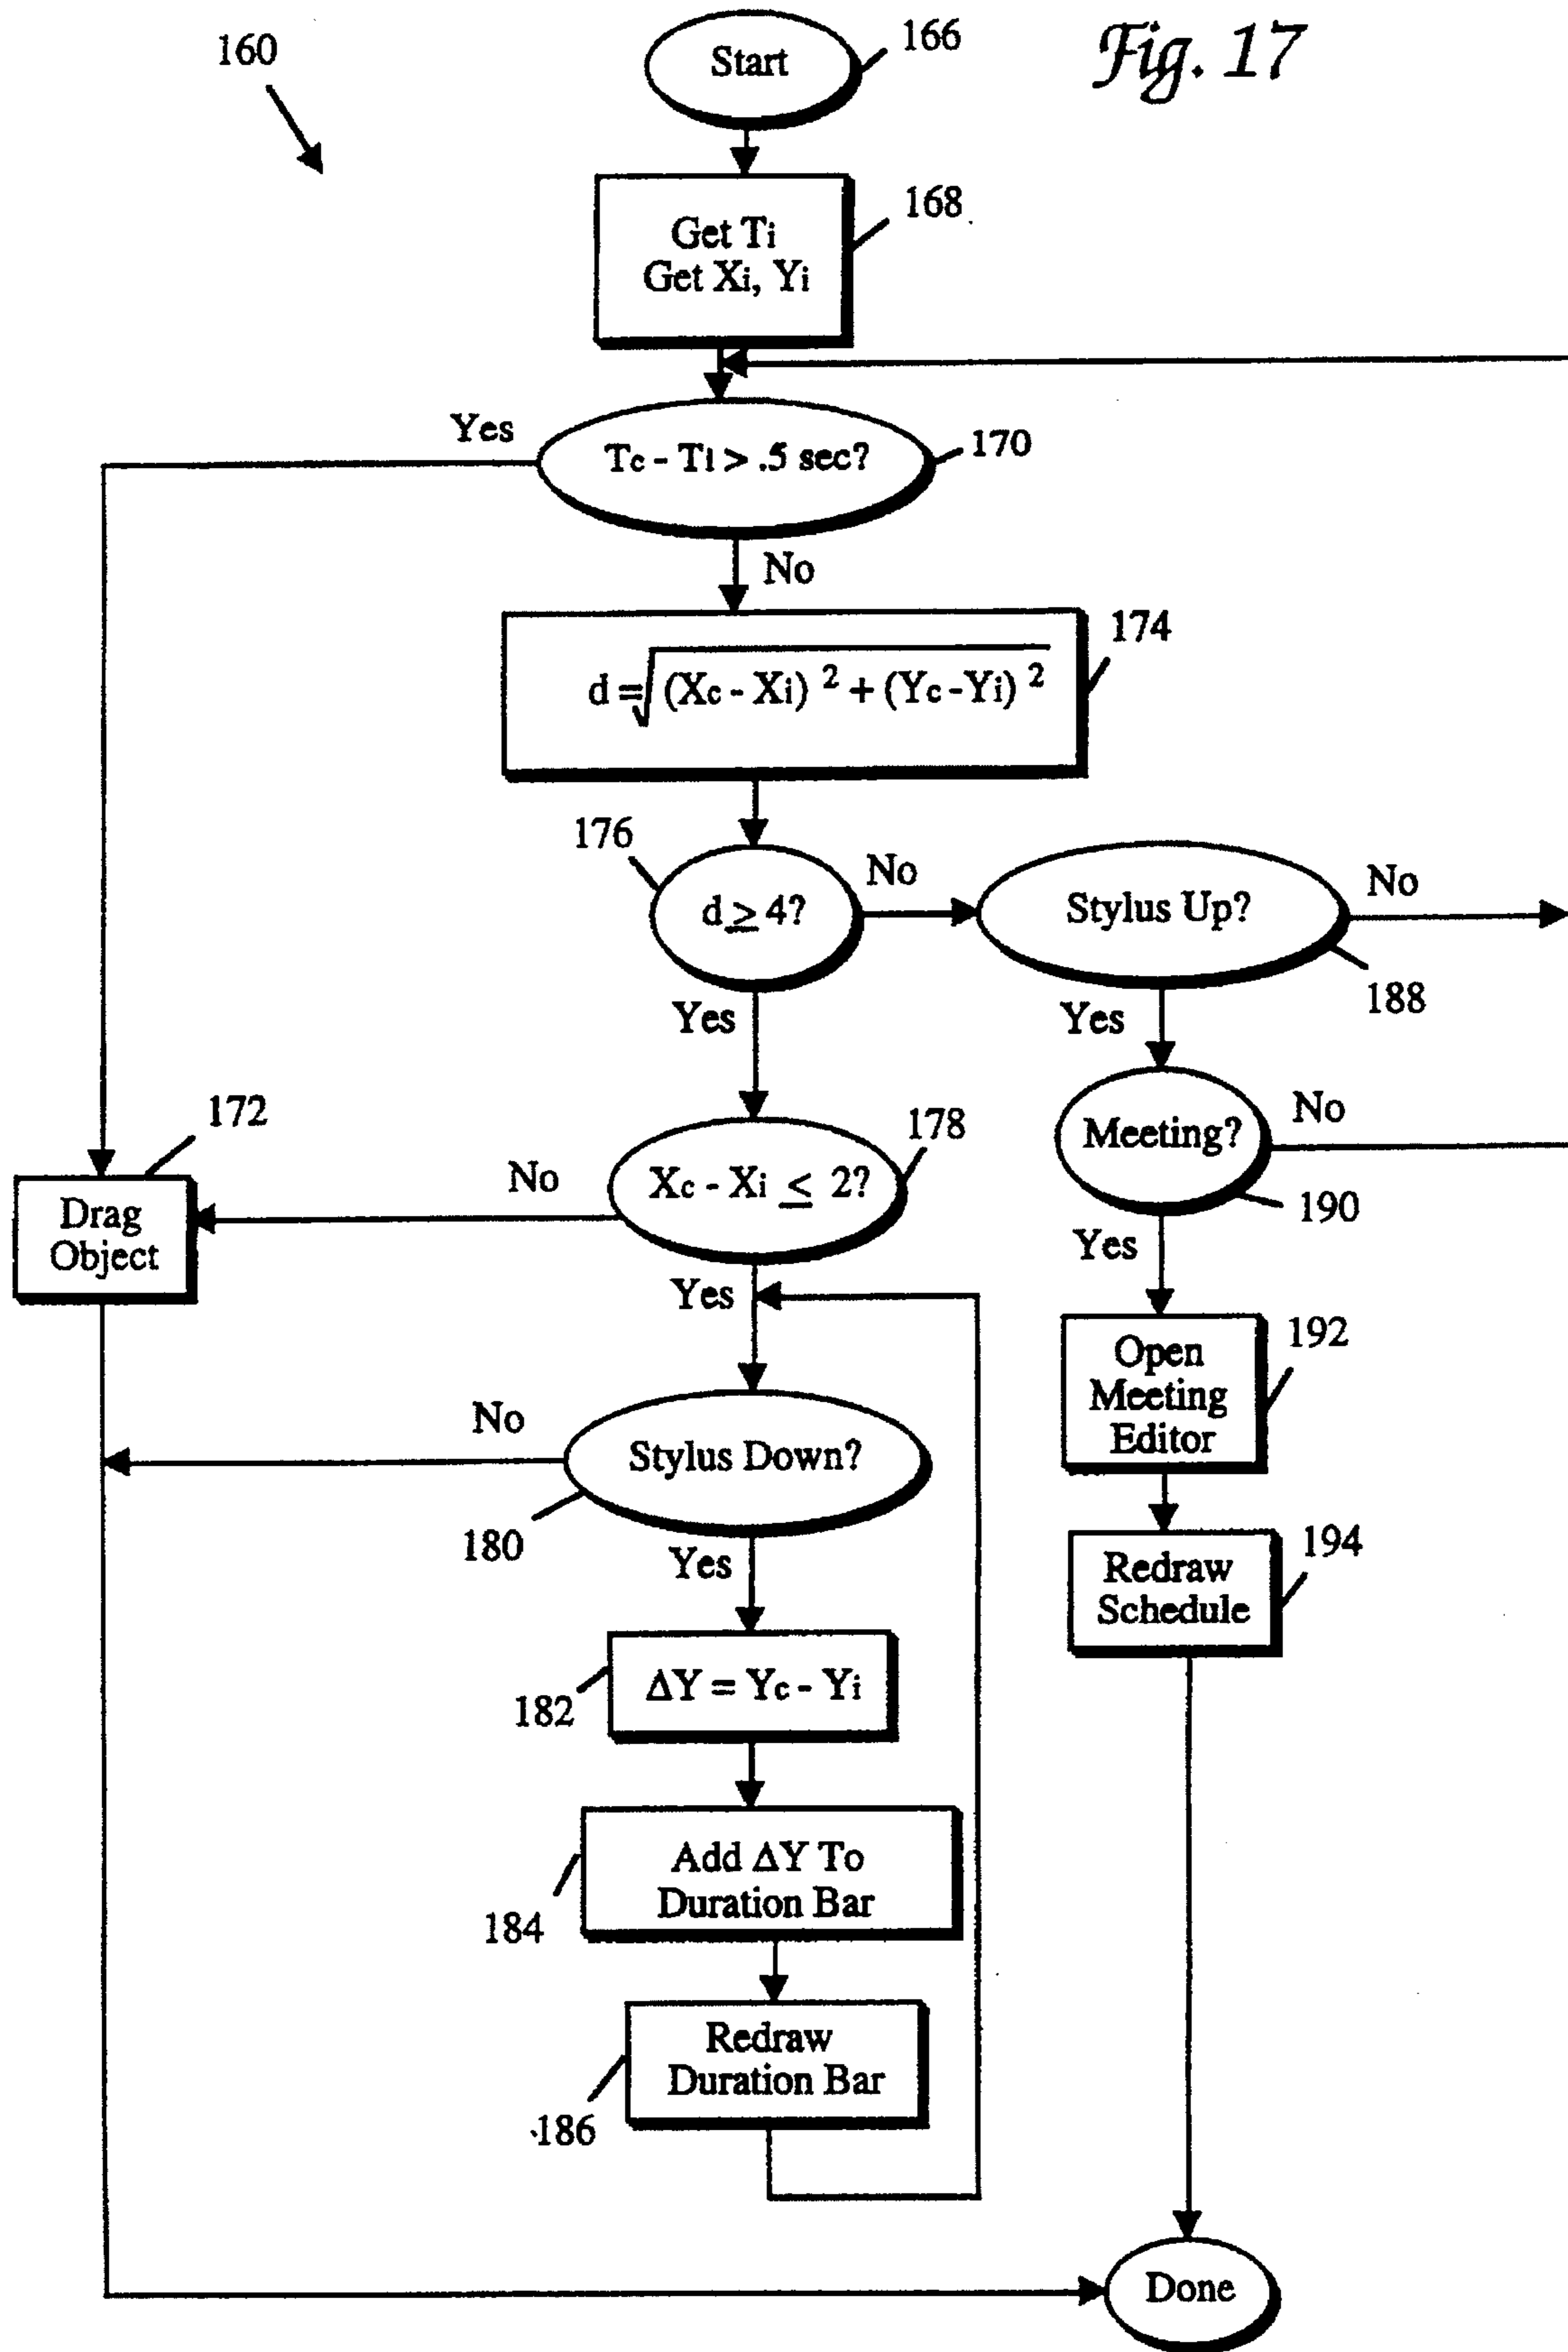 160
Start
166
Fig. 17
Get Ti
Get Xi, Yi
168
Yes
Tc - Ti > .5 sec?
170
No
d = √(Xc - Xi) 2 + (Yc - Yi) 2
174
176
d ≥ 4?
No
Stylus Up?
No
188
Yes
Yes
172
Drag
Object
No
Xc - Xi ≤ 2?
178
Meeting?
No
190
Yes
Yes
Open
Meeting
Editor
192
No
Stylus Down?
180
Yes
Redraw
Schedule
194
ΔY = Yc - Yi
182
Add ΔY To
Duration Bar
184
Redraw
Duration Bar
186
Done